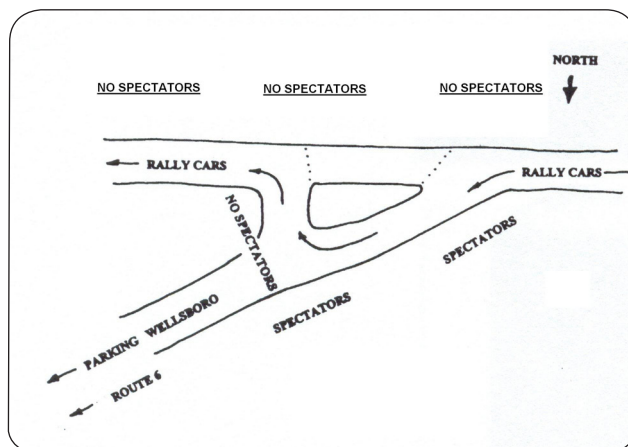 NORTH
NO SPECTATORS
NO SPECTATORS
NO SPECTATORS
RALLY CARS
RALLY CARS
NO SPECTATORS
SPECTATORS
SPECTATORS
PARKING WELLSBORO
ROUTE 6